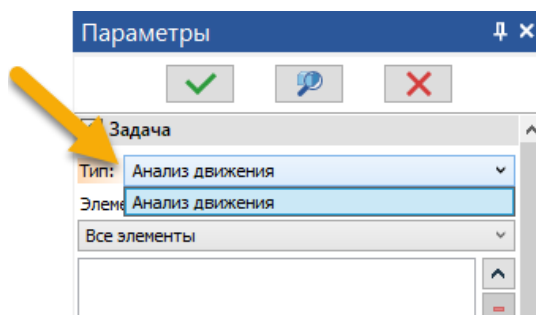 Параметры
Задача
Тип: Анализ движения
Анализ движения
Все элементы